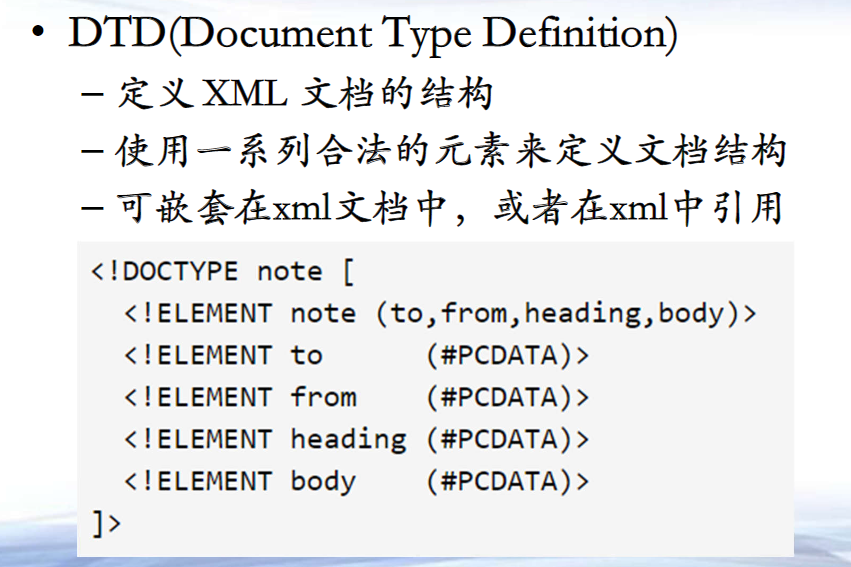 • DTD(Document Type Definition)
– 定义 XML 文档的结构
– 使用一系列合法的元素来定义文档结构
– 可嵌套在xml文档中，或者在xml中引用
<!DOCTYPE note [
  <!ELEMENT note (to,from,heading,body)>
  <!ELEMENT to      (#PCDATA)>
  <!ELEMENT from    (#PCDATA)>
  <!ELEMENT heading (#PCDATA)>
  <!ELEMENT body    (#PCDATA)>
]>